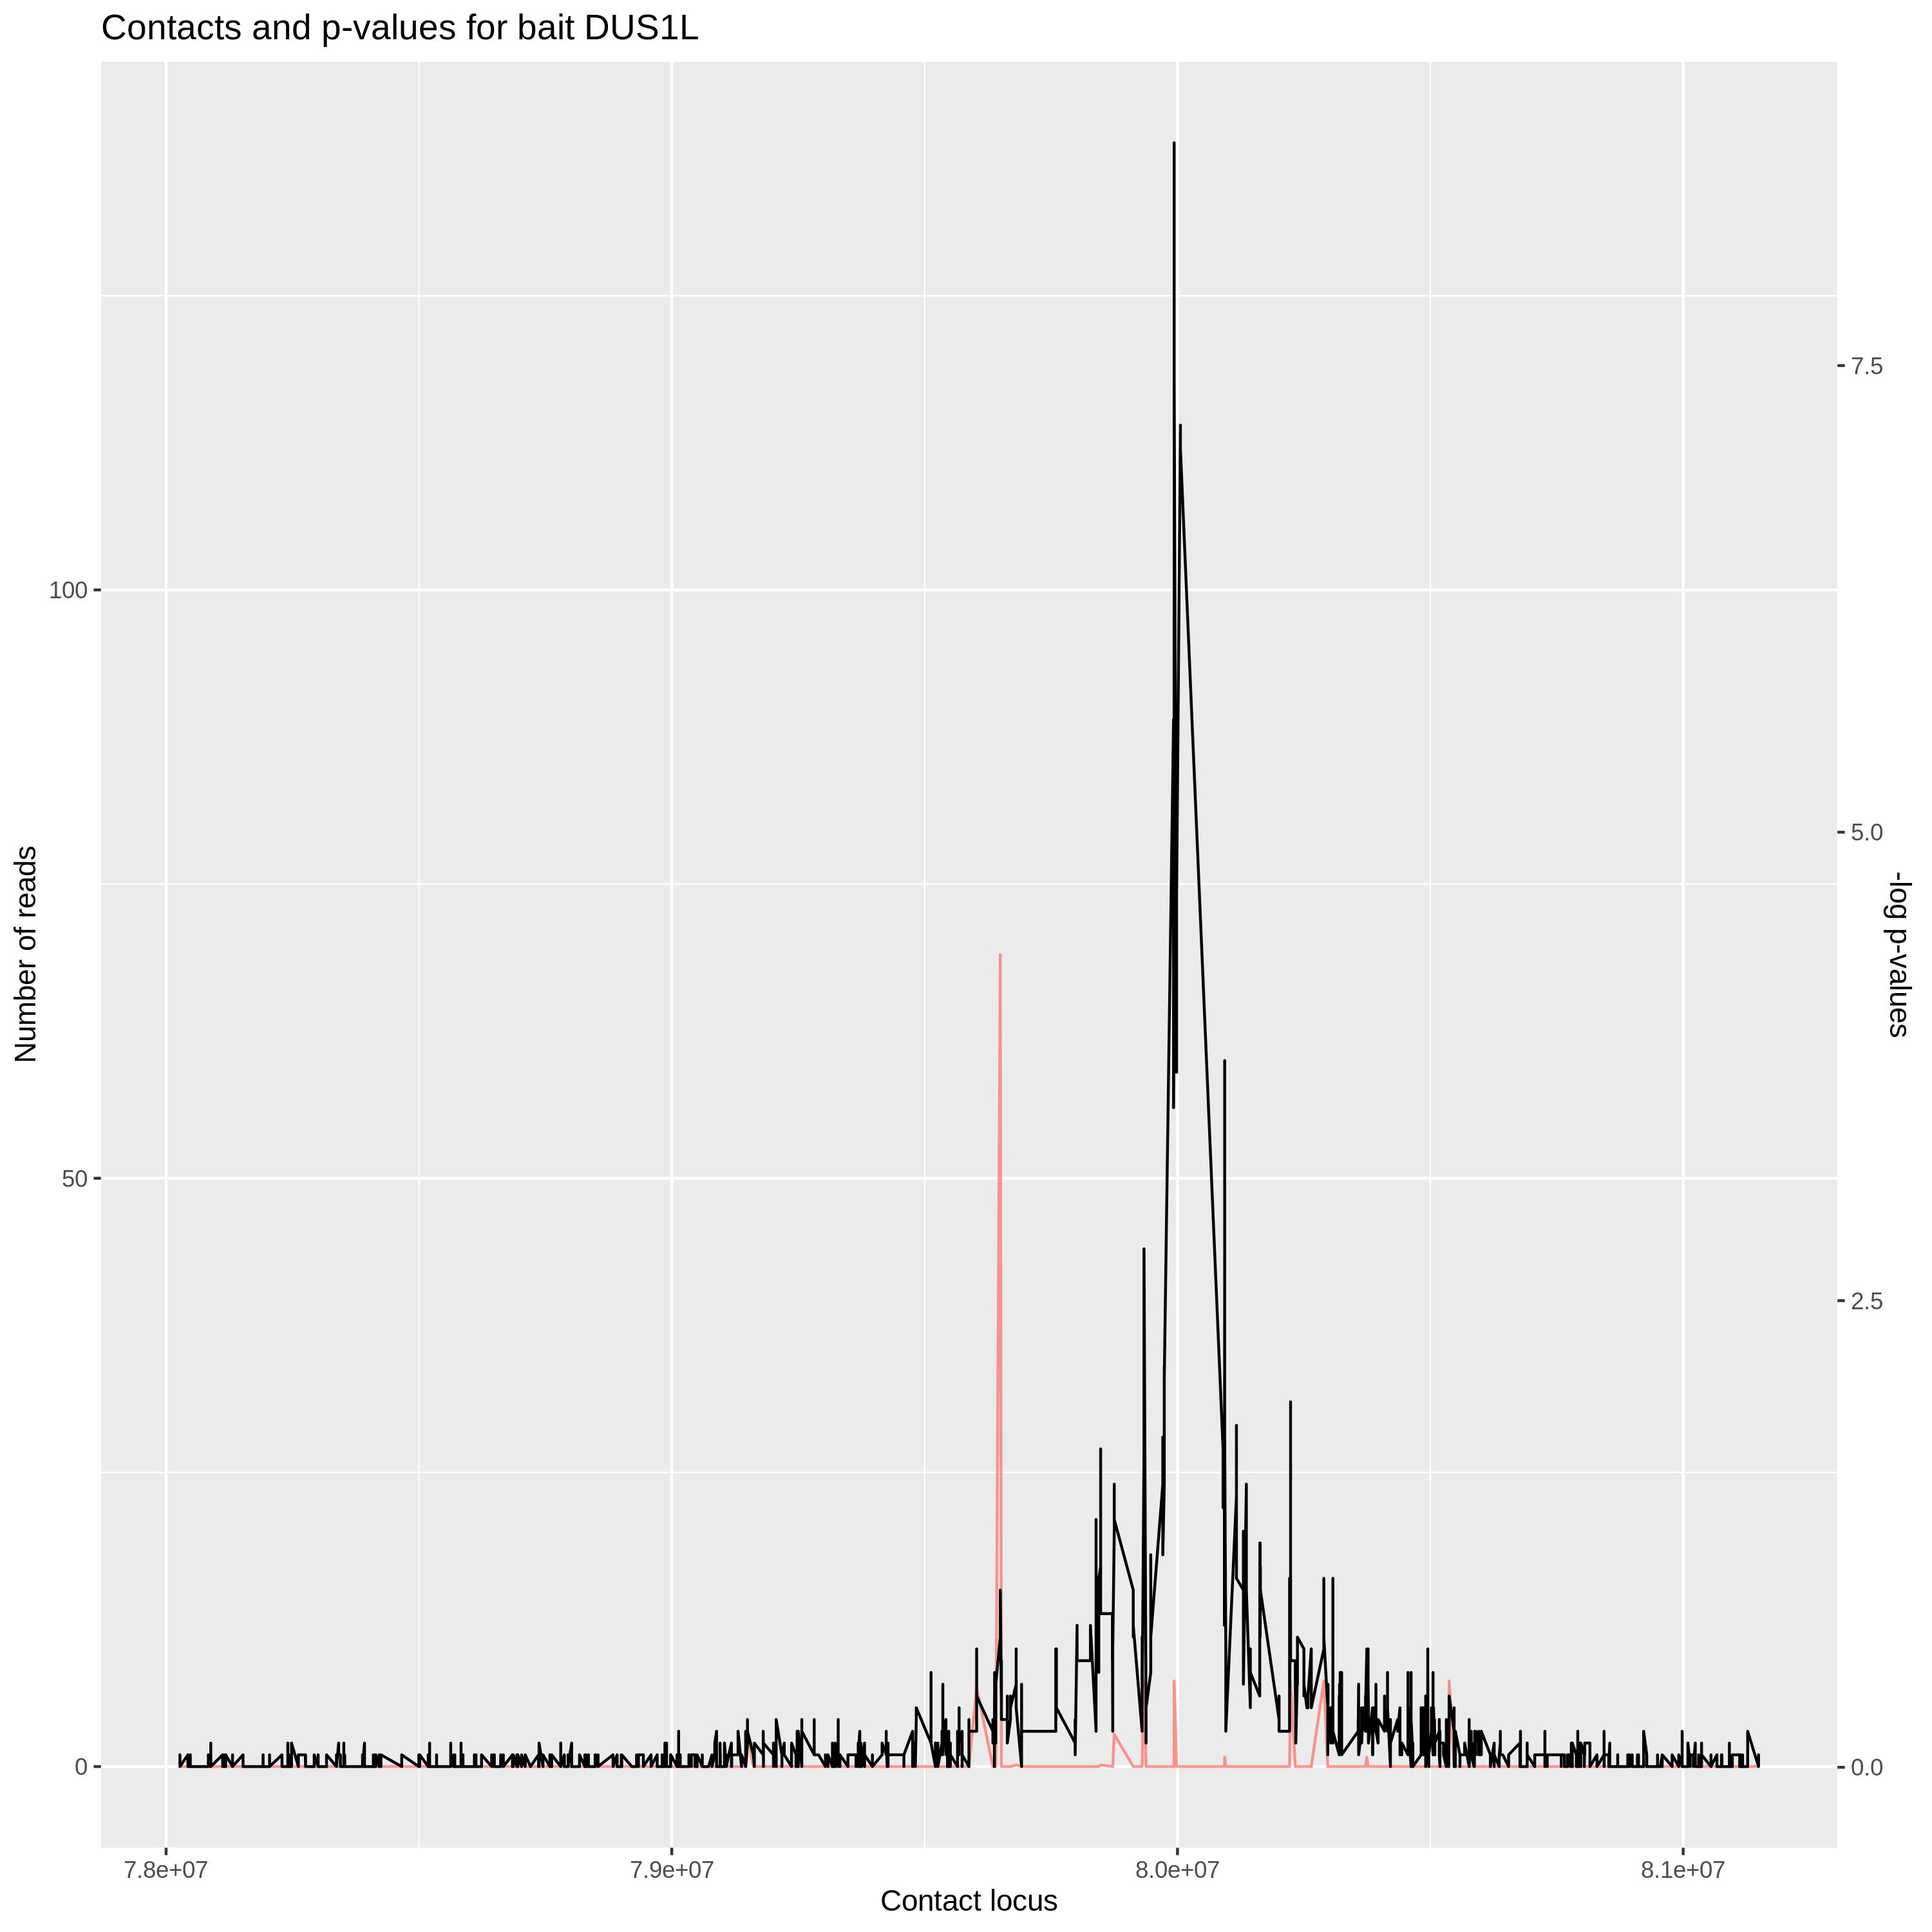 Contacts and p-values for bait DUS1L
Number of reads
100
50
0
7.5
5.0
2.5
0.0
-log p-values
7.8e+07 7.9e+07 8.0e+07 8.1e+07
Contact locus